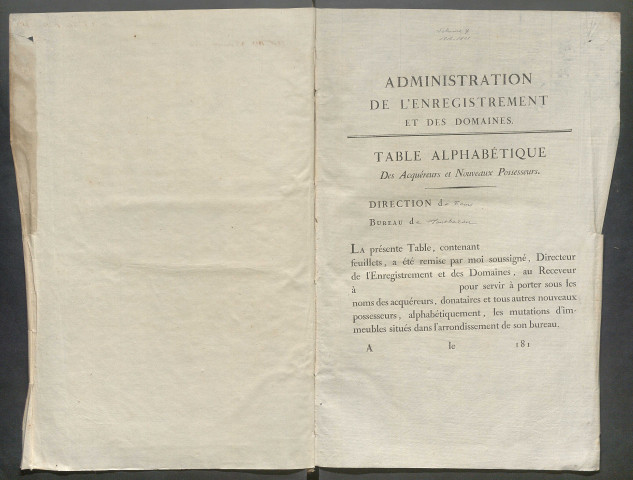 ADMINISTRATION
DE L'ENREGISTREMENT
ET DES DOMAINES.
TABLE ALPHABÉTIQUE
Des Acquéreurs et Nouveaux Possesseurs.
DIRECTION de
BUREAU de
LA présente Table, contenant
feuillets, a été remise par moi soussigné, Directeur
de l'Enregistrement et des Domaines, au Receveur
à pour servir à porter sous les
noms des acquéreurs, donataires et tous autres nouveaux
possesseurs, alphabétiquement, les mutations d'im-
meubles situés dans l'arrondissement de son bureau.
A le 181